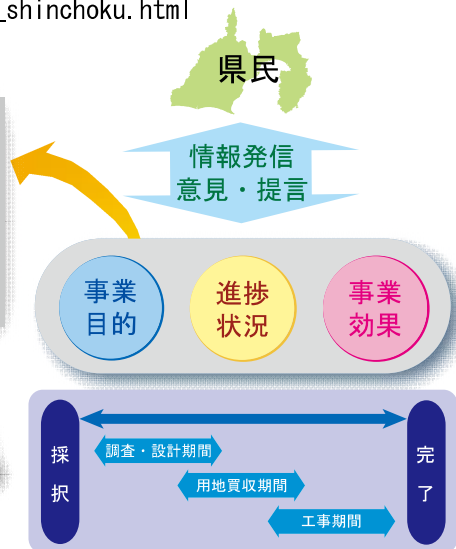 _shinchoku.html
県民
情報発信
意見・提言
事業
目的
進捗
状況
事業
効果
採
択
調査・設計期間
用地買収期間
工事期間
完
了